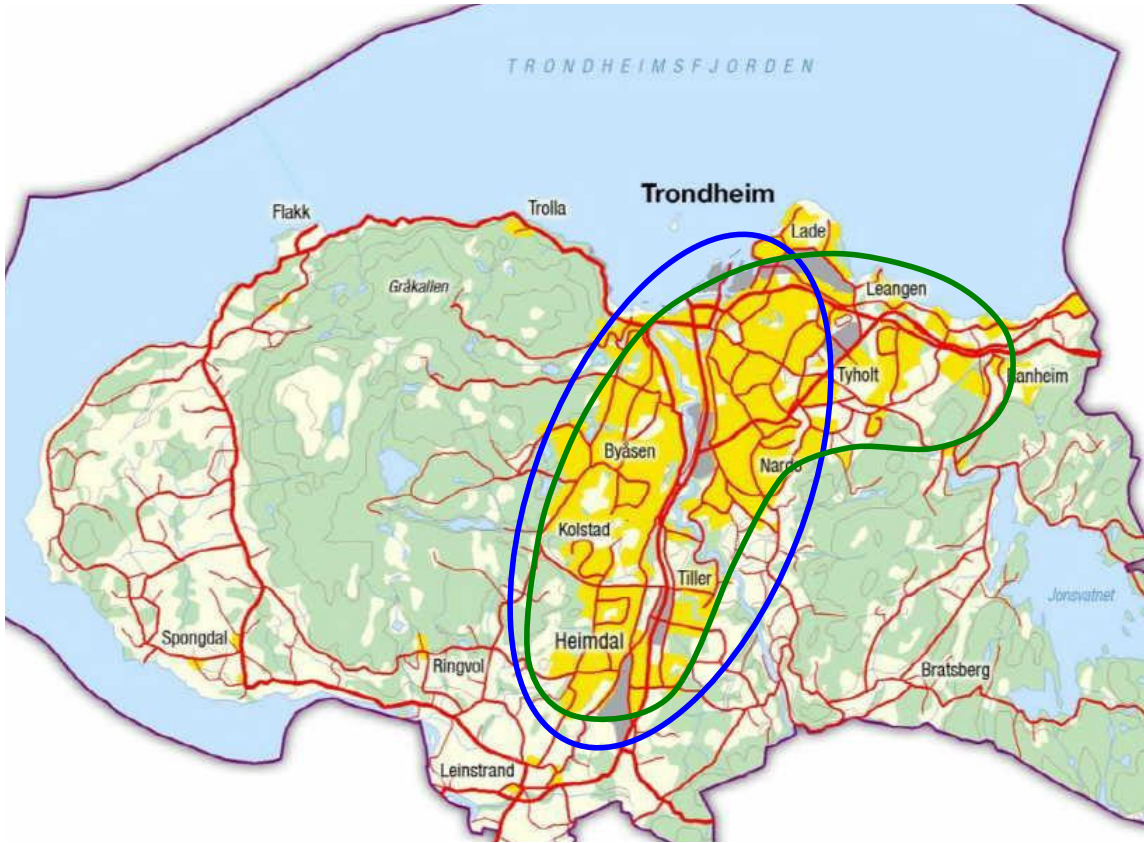 TRONDHEIMSFJORDEN
Trondheim
Flakk
Trolla
Lade
Gråkallen
Leangen
Tyholt
Ranheim
Byåsen
Nardo
Kolstad
Tiller
Jonsvatnet
Spongdal
Heimdal
Ringvol
Bratsberg
Leinstrand